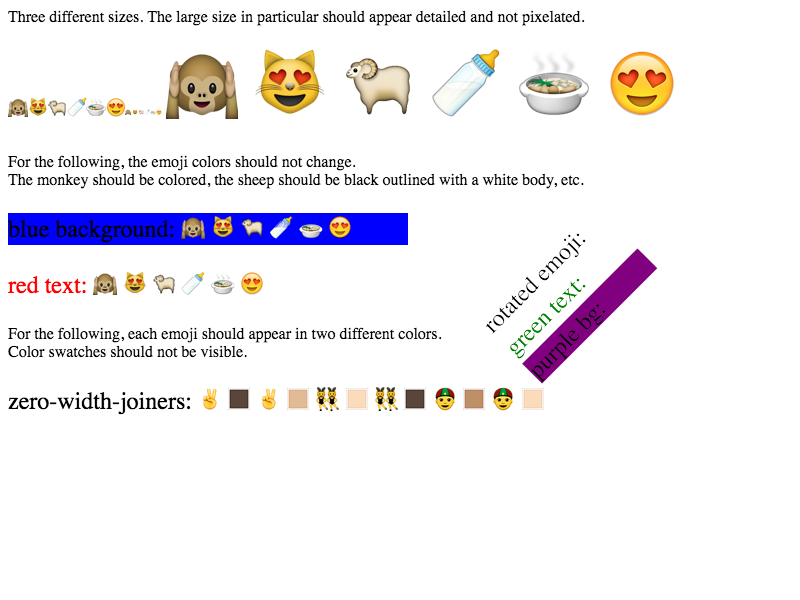 Three different sizes. The large size in particular should appear detailed and not pixelated.
For the following, the emoji colors should not change.
The monkey should be colored, the sheep should be black outlined with a white body, etc.
blue background:
red text:
rotated emoji:
green text:
purple bg:
For the following, each emoji should appear in two different colors.
Color swatches should not be visible.
zero-width-joiners: